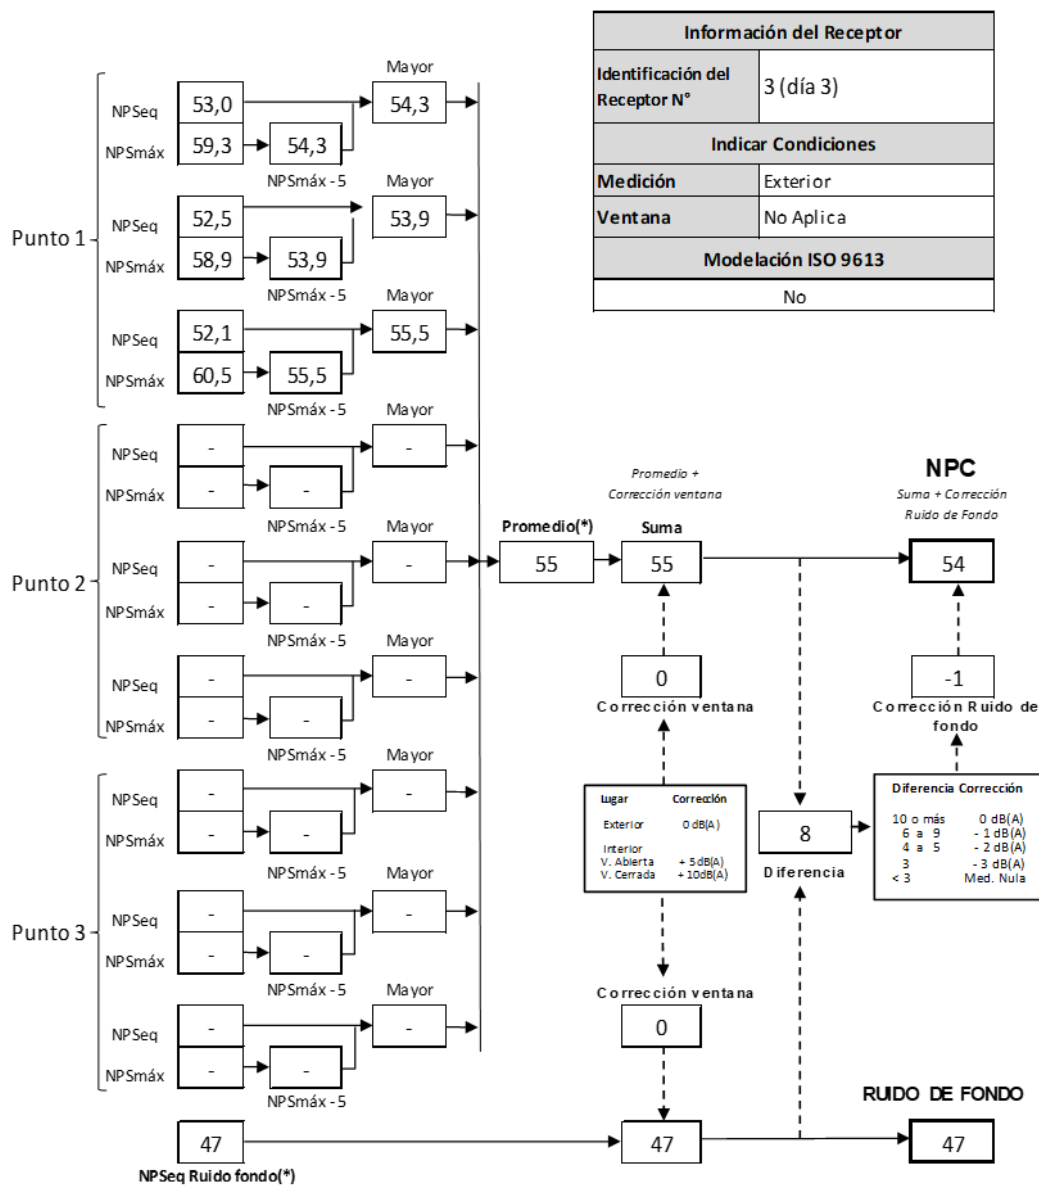 Información del Receptor
Identificación del
Receptor N°
3 (día 3)
Indicar Condiciones
Medición
Exterior
Ventana
No Aplica
Modelación ISO 9613
No
Punto 1
Mayor
NPSeq
53,0
54,3
NPSmáx
59,3
54,3
NPSmáx - 5
Mayor
NPSeq
52,5
53,9
NPSmáx
58,9
53,9
NPSmáx - 5
Mayor
NPSeq
52,1
55,5
NPSmáx
60,5
55,5
NPSmáx - 5
Punto 2
Mayor
NPSeq
-
-
NPSmáx
-
-
NPSmáx - 5
Mayor
NPSeq
-
-
NPSmáx
-
-
NPSmáx - 5
Mayor
NPSeq
-
-
NPSmáx
-
-
NPSmáx - 5
Punto 3
Mayor
NPSeq
-
-
NPSmáx
-
-
NPSmáx - 5
Mayor
NPSeq
-
-
NPSmáx
-
-
NPSmáx - 5
Mayor
NPSeq
-
-
NPSmáx
-
-
NPSmáx - 5
47
NPSeq Ruido fondo(*)
Promedio(*)
55
Promedio +
Corrección ventana
Suma
55
0
Corrección ventana
Lugar Corrección
Exterior 0 dB(A)
Interior
V. Abierta + 5dB(A)
V. Cerrada + 10dB(A)
Corrección ventana
0
47
8
Diferencia
NPC
Suma + Corrección
Ruido de Fondo
54
-1
Corrección Ruido de
fondo
Diferencia Corrección
10 o más 0 dB(A)
6 a 9 - 1 dB(A)
4 a 5 - 2 dB(A)
3 - 3 dB(A)
< 3 Med. Nula
RUIDO DE FONDO
47